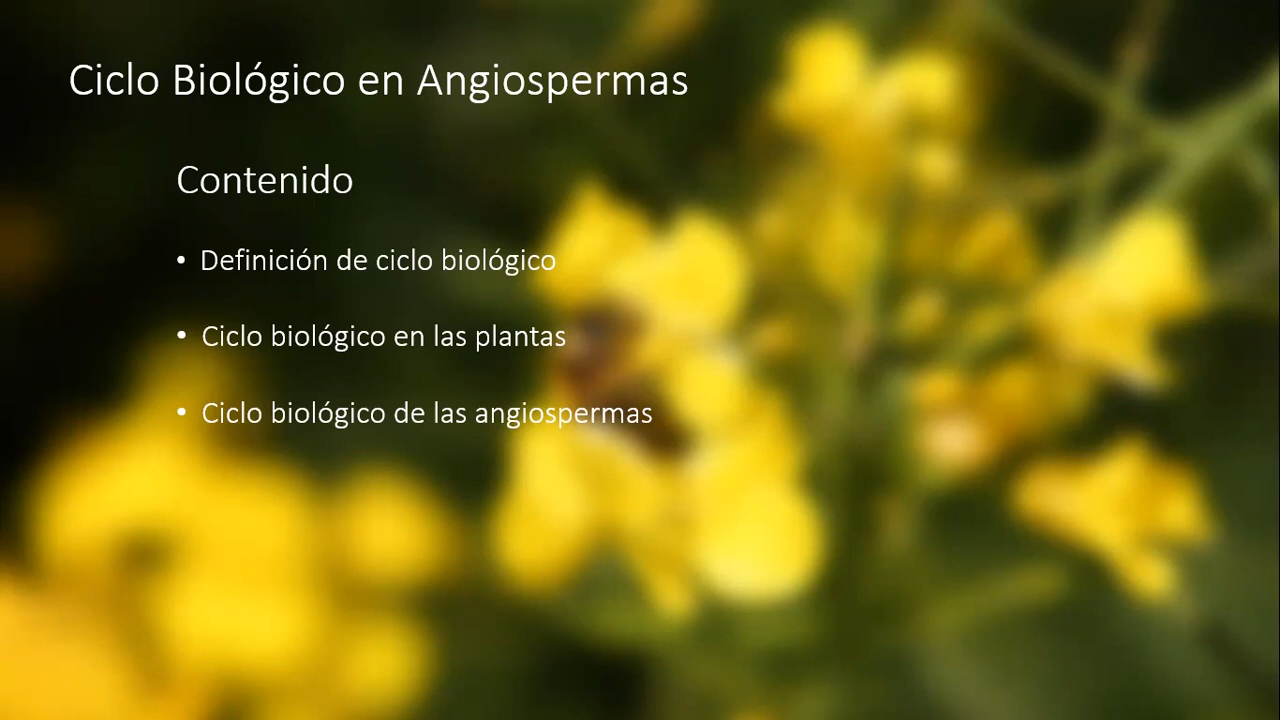 Ciclo Biológico en Angiospermas
Contenido
• Definición de ciclo biológico
• Ciclo biológico en las plantas
• Ciclo biológico de las angiospermas